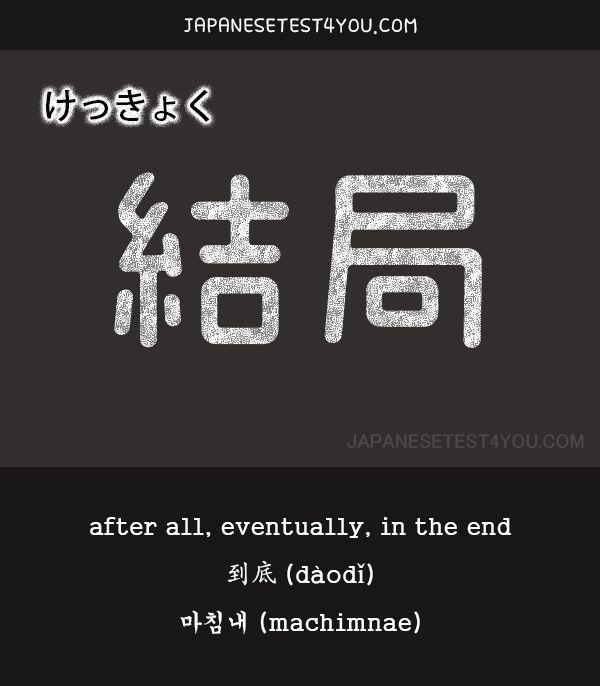 JAPANESETEST4YOU.COM
けっきょく
結局
JAPANESETEST4YOU.COM
after all, eventually, in the end
到底 (dàodǐ)
마침내 (machimnae)